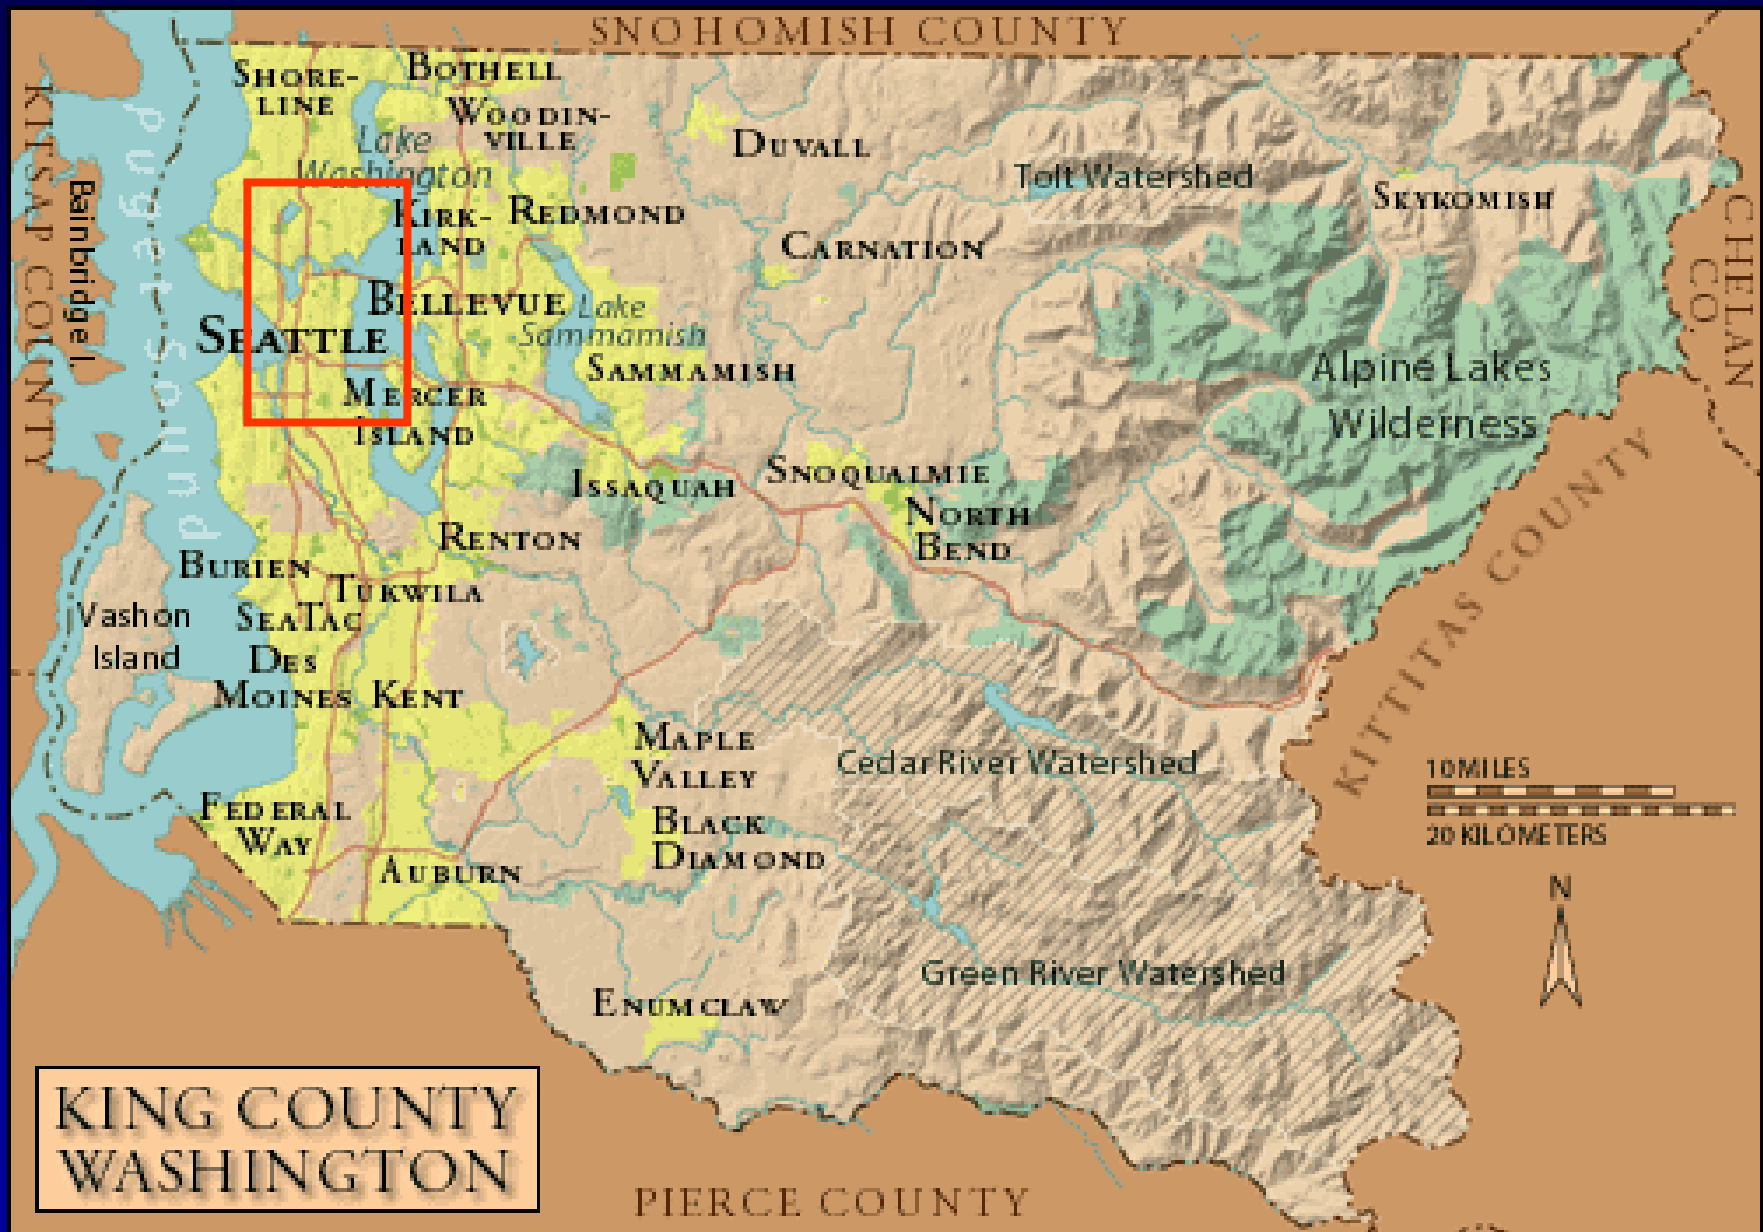 SNOHOMISH COUNTY
SHORE-
LINE
BOTHELL
WOODIN-
VILLE
DUVALL
Lake
Washington
Tolt Watershed
SKYKOMISH
KITSAP COUNTY
Bainbridge I.
Puget Sound
KIRK-
LAND
REDMOND
CARNATION
CHELAN
CO.
BELLEVUE
Lake
Sammamish
SEATTLE
SAMMAMISH
Alpine Lakes
Wilderness
MERCER
ISLAND
ISSAQUAH
SNOQUALMIE
NORTH
BEND
RENTON
BURIEN
TUKWILA
SEATAC
Vashon
Island
DES
MOINES
KENT
KITTITAS COUNTY
MAPLE
VALLEY
Cedar River Watershed
10 MILES
20 KILOMETERS
FEDERAL
WAY
BLACK
DIAMOND
AUBURN
N
Green River Watershed
ENUMCLAW
KING COUNTY
WASHINGTON
PIERCE COUNTY